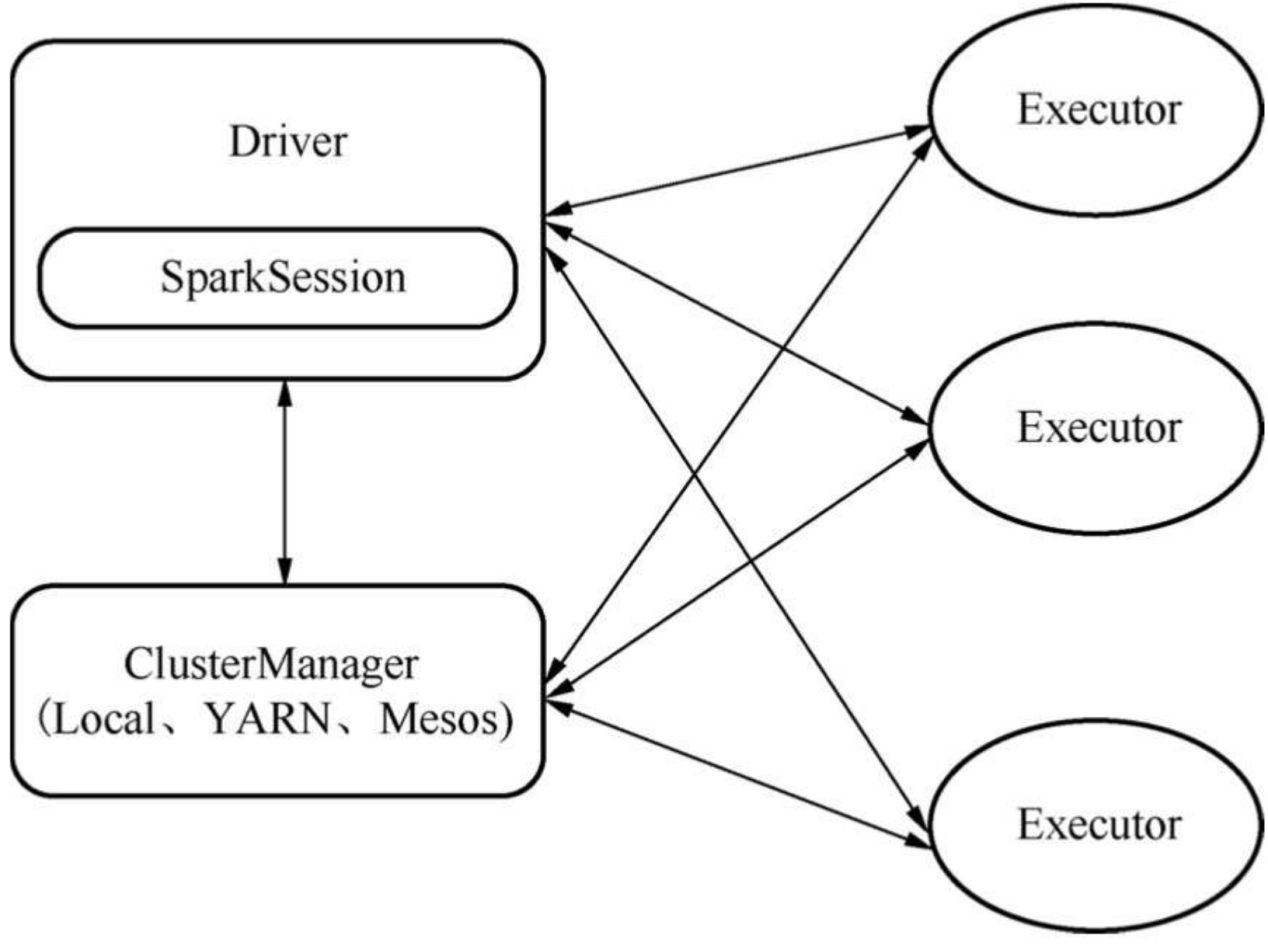 Driver
SparkSession
ClusterManager
(Local、YARN、Mesos)
Executor
Executor
Executor